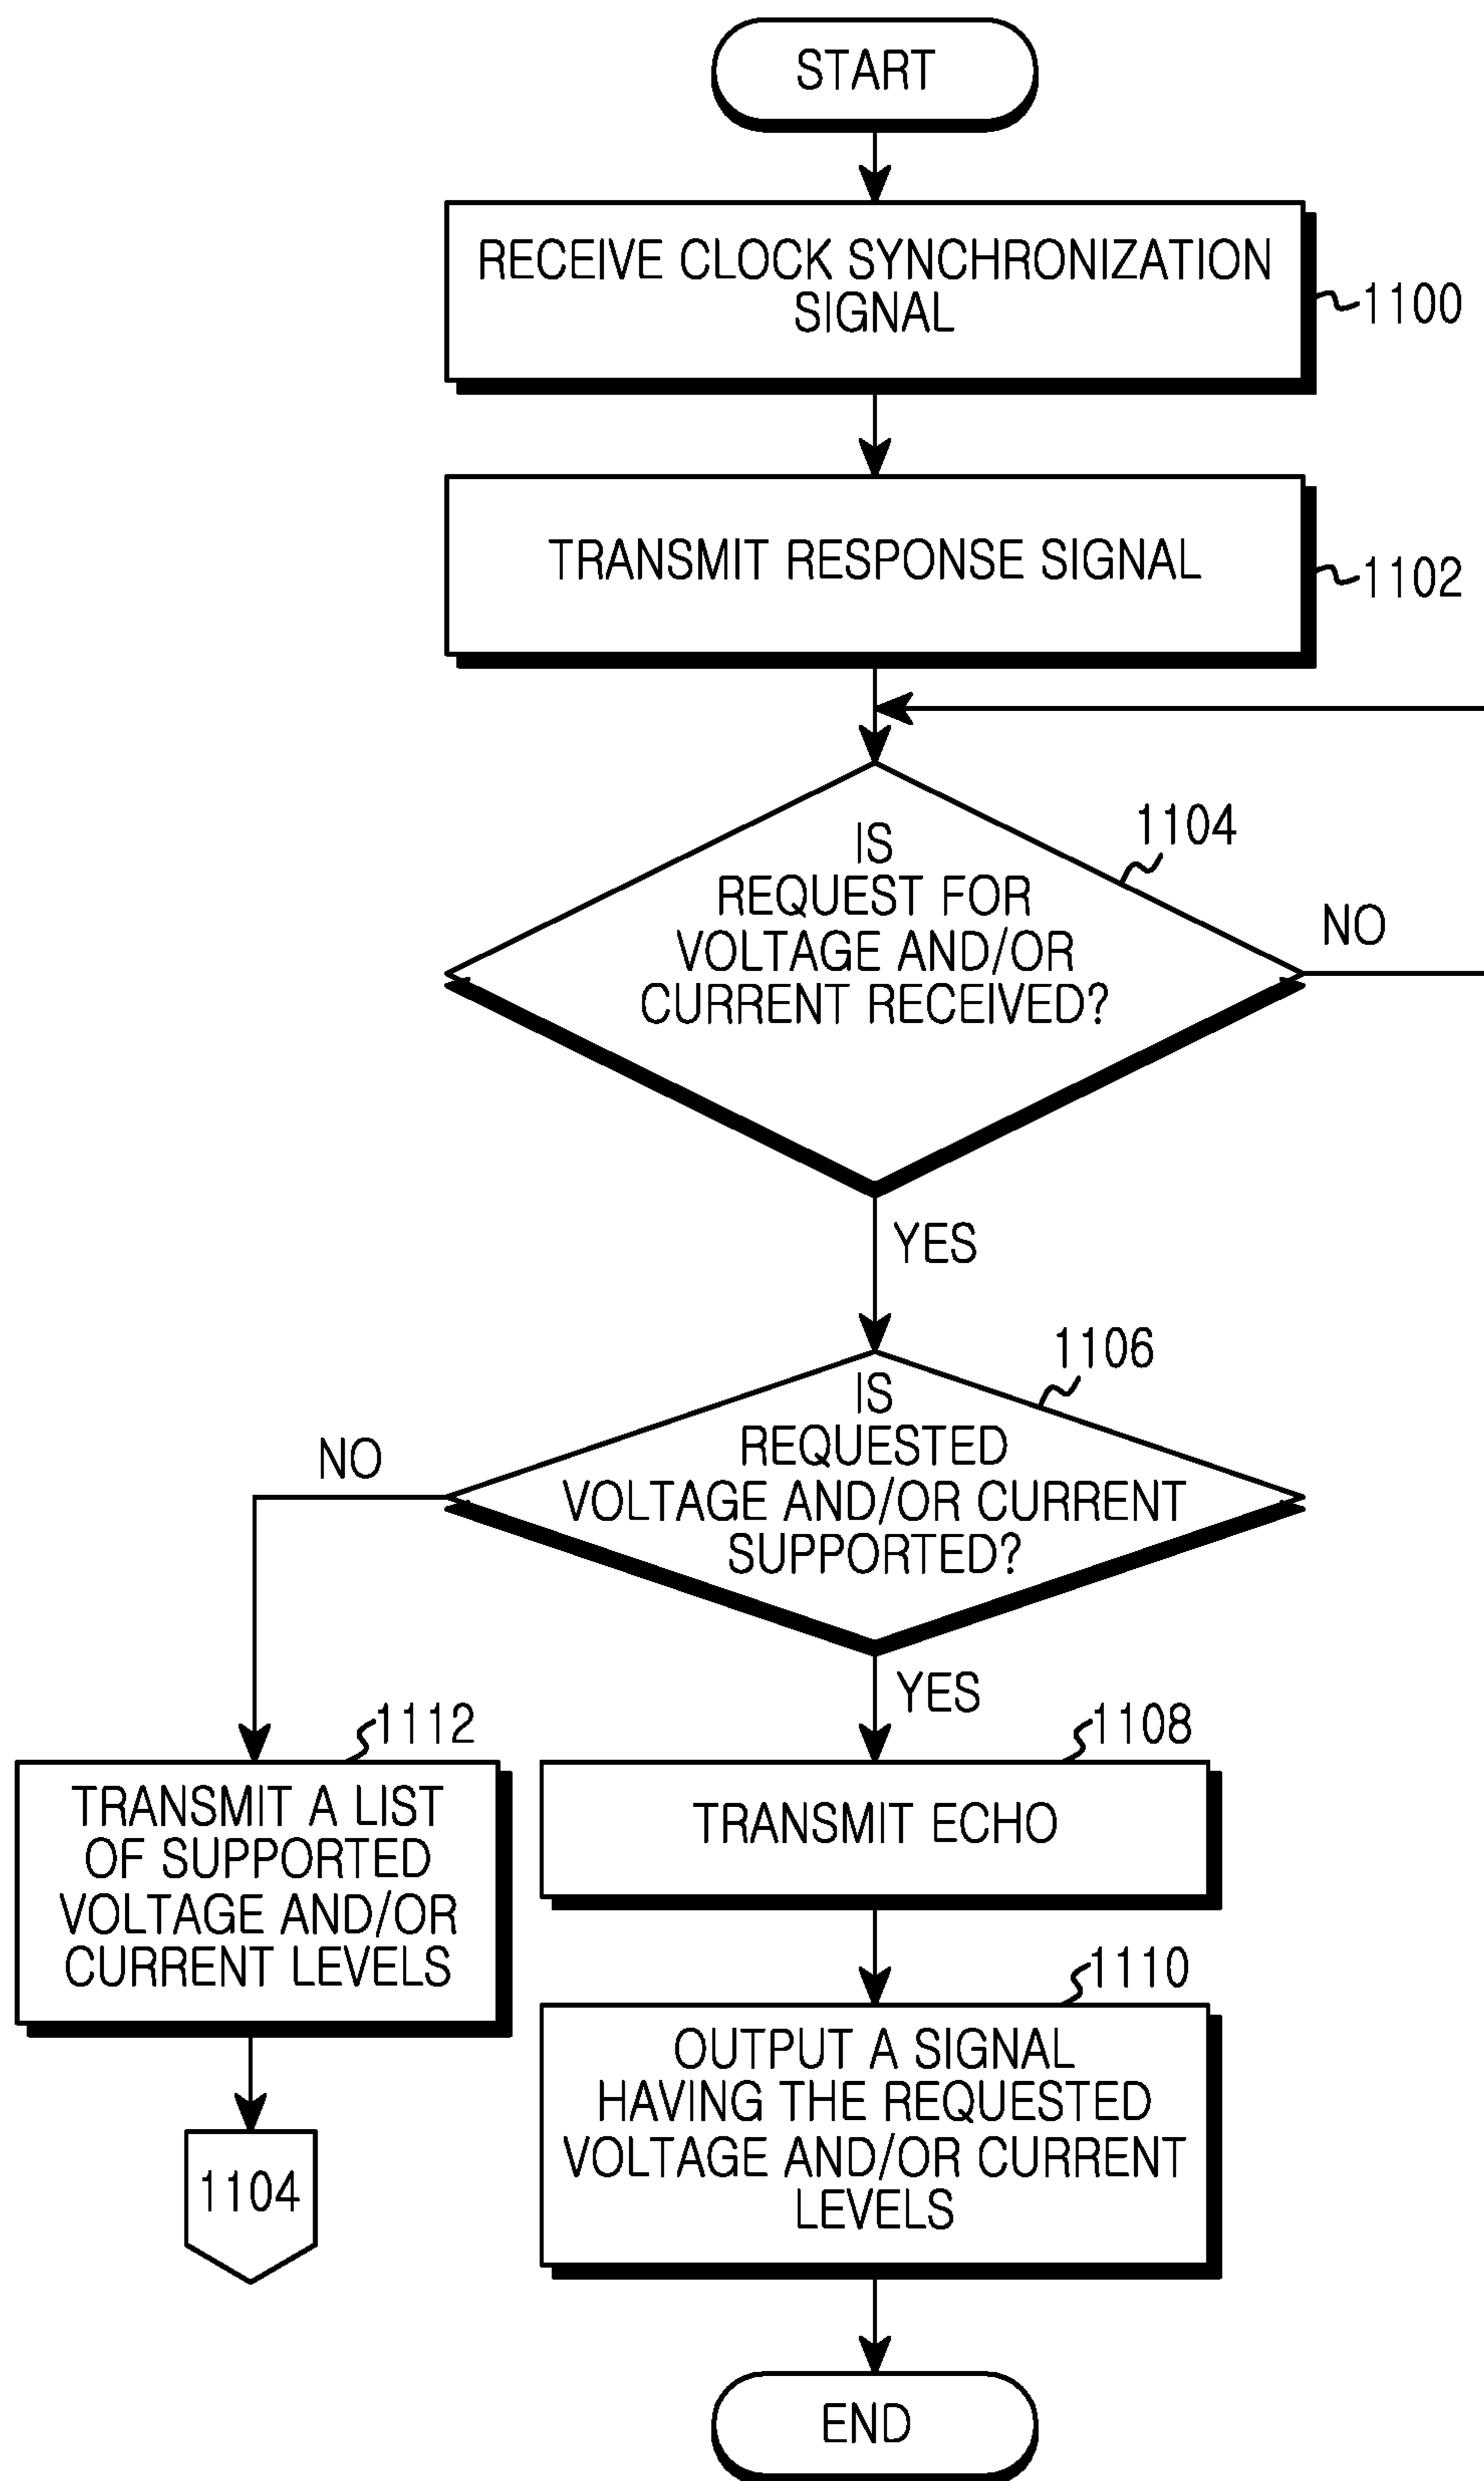 START
RECEIVE CLOCK SYNCHRONIZATION
SIGNAL
1100
TRANSMIT RESPONSE SIGNAL
1102
IS
REQUEST FOR
VOLTAGE AND/OR
CURRENT RECEIVED?
1104
NO
YES
IS
REQUESTED
VOLTAGE AND/OR CURRENT
SUPPORTED?
1106
NO
YES
1112
TRANSMIT A LIST
OF SUPPORTED
VOLTAGE AND/OR
CURRENT LEVELS
1104
1108
TRANSMIT ECHO
1110
OUTPUT A SIGNAL
HAVING THE REQUESTED
VOLTAGE AND/OR CURRENT
LEVELS
END